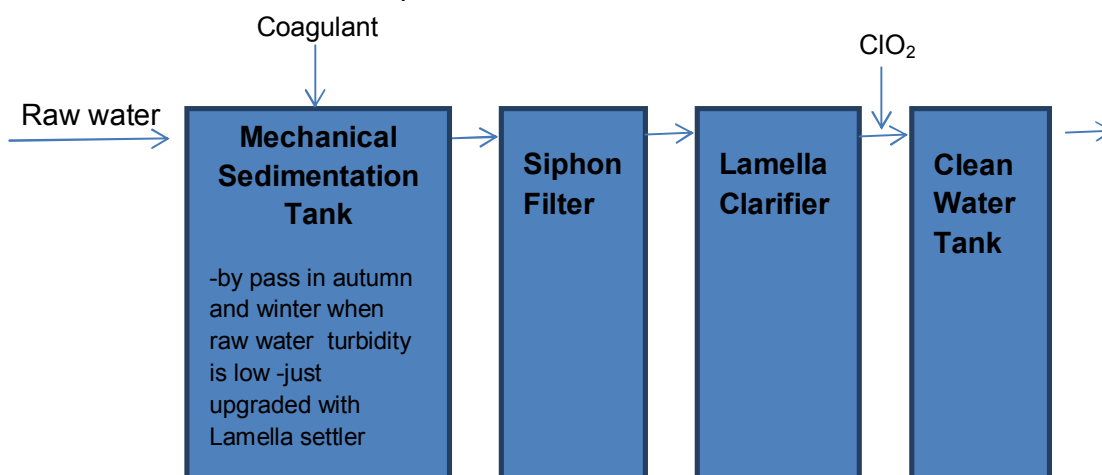 Coagulant
ClO₂
Raw water
Mechanical
Sedimentation
Tank
-by pass in autumn
and winter when
raw water turbidity
is low -just
upgraded with
Lamella settler
Siphon
Filter
Lamella
Clarifier
Clean
Water
Tank